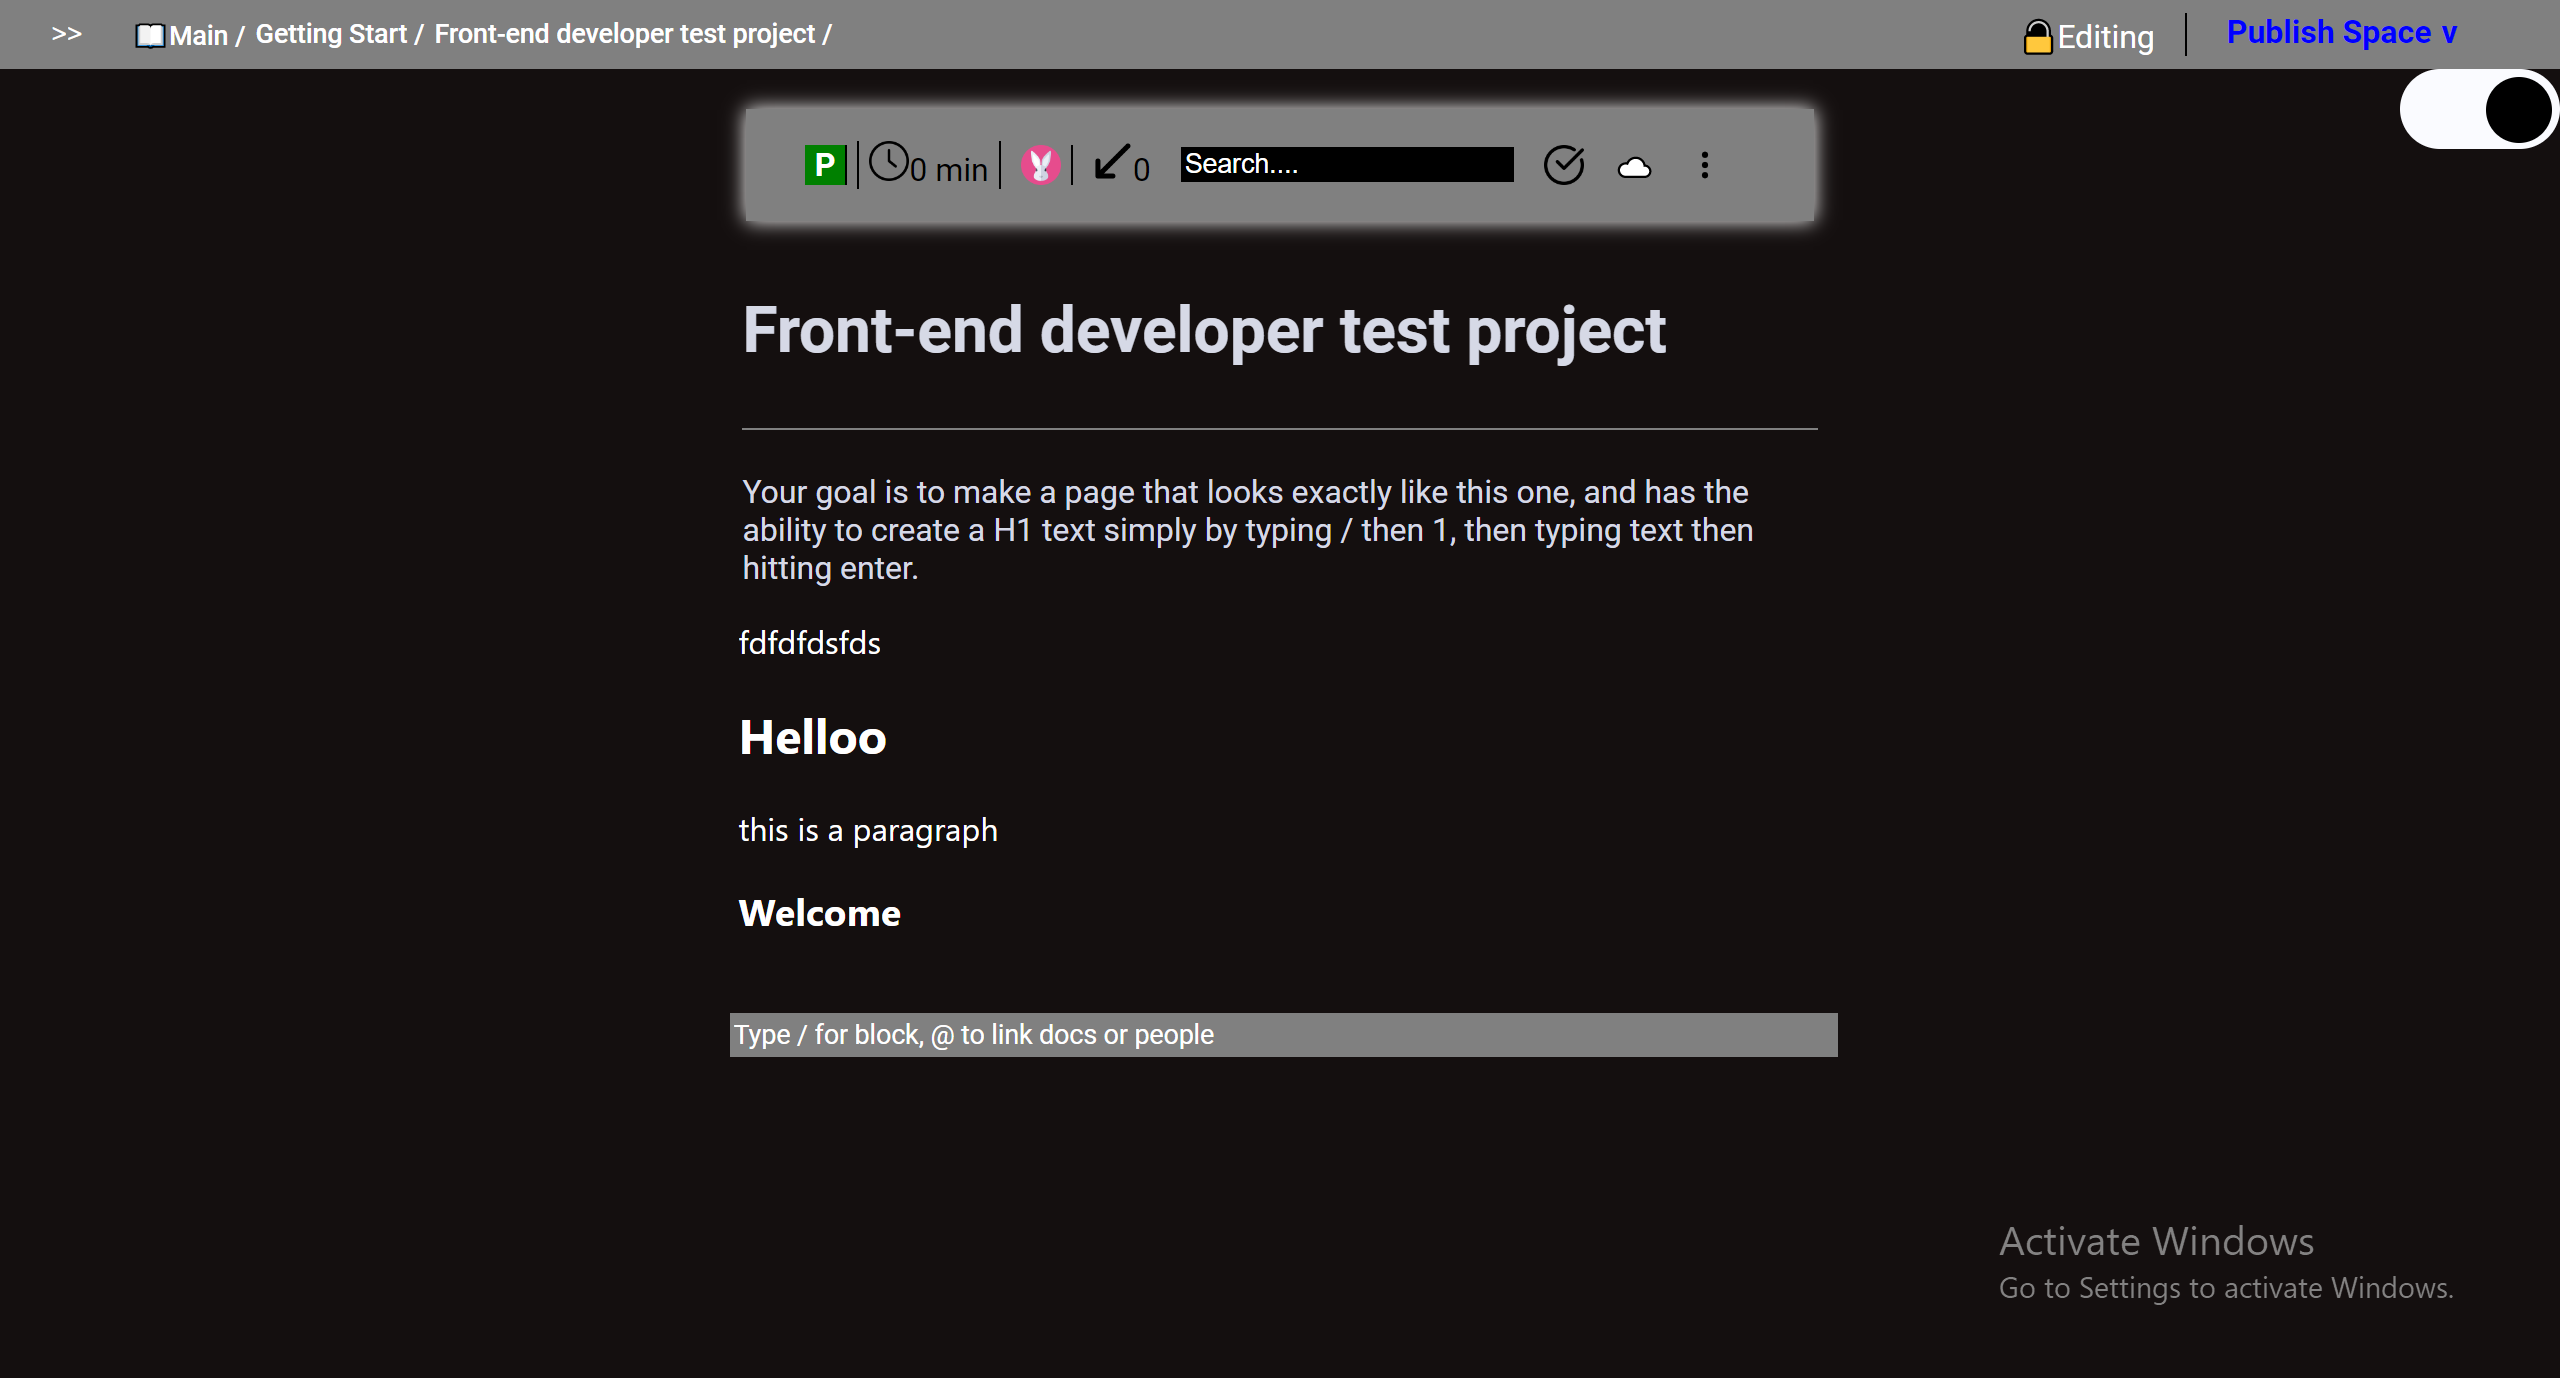 >> Main / Getting Start / Front-end developer test project / Editing Publish Space v
P 0 min 0 Search....
Front-end developer test project
Your goal is to make a page that looks exactly like this one, and has the
ability to create a H1 text simply by typing / then 1, then typing text then
hitting enter.
fdfdfdsfds
Helloo
this is a paragraph
Welcome
Type / for block, @ to link docs or people
Activate Windows
Go to Settings to activate Windows.